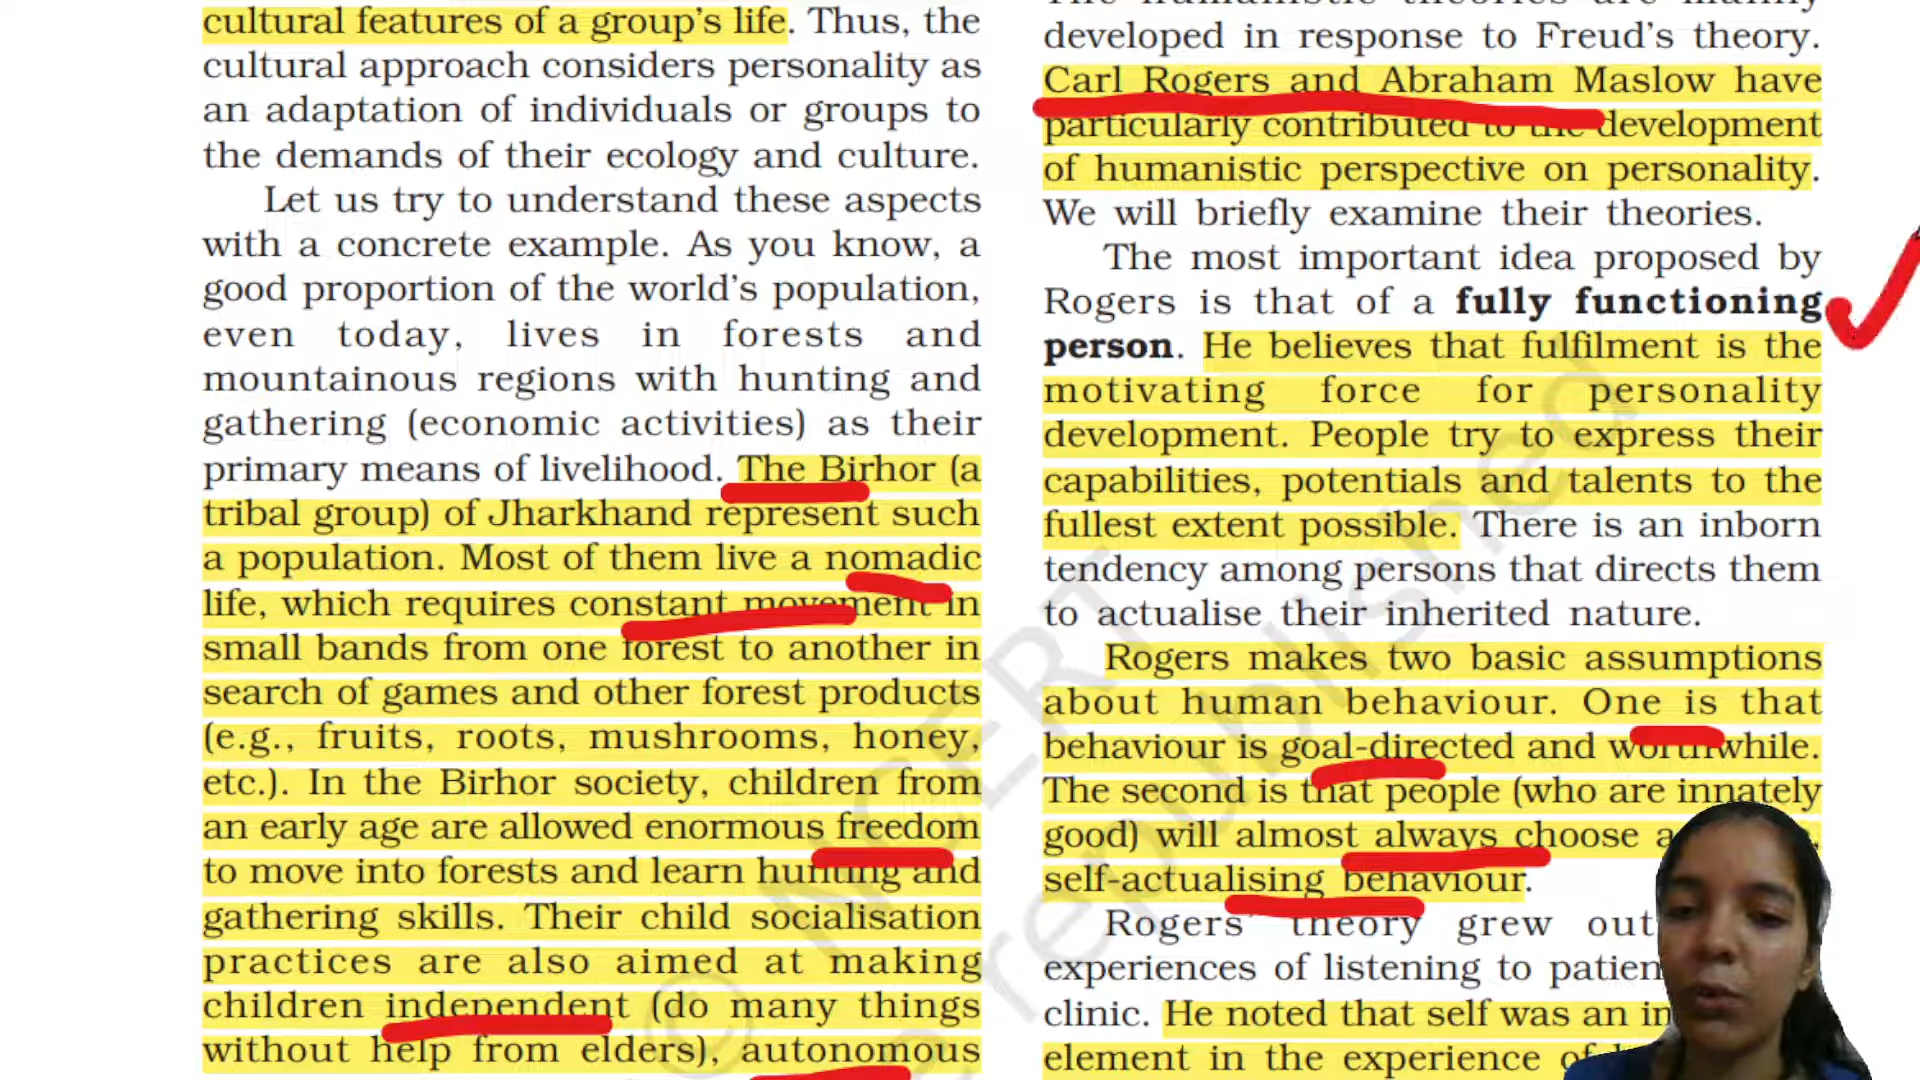 cultural features of a group's life. Thus, the
cultural approach considers personality as
an adaptation of individuals or groups to
the demands of their ecology and culture.
Let us try to understand these aspects
with a concrete example. As you know, a
good proportion of the world's population,
even today, lives in forests and
mountainous regions with hunting and
gathering (economic activities) as their
primary means of livelihood. The Birhor (a
tribal group) of Jharkhand represent such
a population. Most of them live a nomadic
life, which requires constant movement in
small bands from one forest to another in
search of games and other forest products
(e.g., fruits, roots, mushrooms, honey,
etc.). In the Birhor society, children from
an early age are allowed enormous freedom
to move into forests and learn hunting and
gathering skills. Their child socialisation
practices are also aimed at making
children independent (do many things
without help from elders), autonomous
The humanistic theories are mainly
developed in response to Freud's theory.
Carl Rogers and Abraham Maslow have
particularly contributed to the development
of humanistic perspective on personality.
We will briefly examine their theories.
The most important idea proposed by
Rogers is that of a fully functioning
person. He believes that fulfilment is the
motivating force for personality
development. People try to express their
capabilities, potentials and talents to the
fullest extent possible. There is an inborn
tendency among persons that directs them
to actualise their inherited nature.
Rogers makes two basic assumptions
about human behaviour. One is that
behaviour is goal-directed and worthwhile.
The second is that people (who are innately
good) will almost always choose
self-actualising behaviour.
Rogers' theory grew out
experiences of listening to
clinic. He noted that self was an
element in the experience
© NCERT
republished